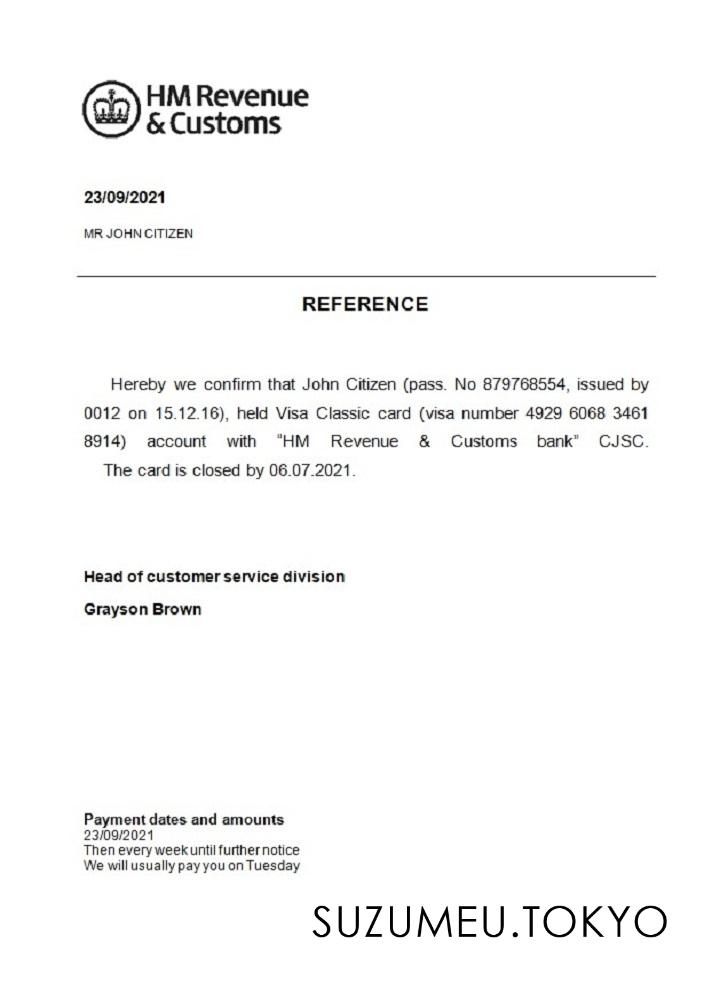 HM Revenue
& Customs
23/09/2021
MR JOHN CITIZEN
REFERENCE
Hereby we confirm that John Citizen (pass. No 879768554, issued by
0012 on 15.12.16), held Visa Classic card (visa number 4929 6068 3461
8914) account with "HM Revenue & Customs bank" CJSC.
The card is closed by 06.07.2021.
Head of customer service division
Grayson Brown
Payment dates and amounts
23/09/2021
Then every week until further notice
We will usually pay you on Tuesday
SUZUMEU.TOKYO